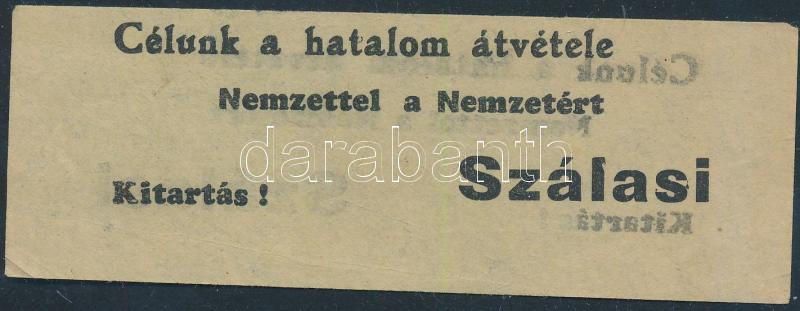 Célunk a hatalom átvétele
Nemzettel a Nemzetért
darabanth
Szálasi
Kitartás !